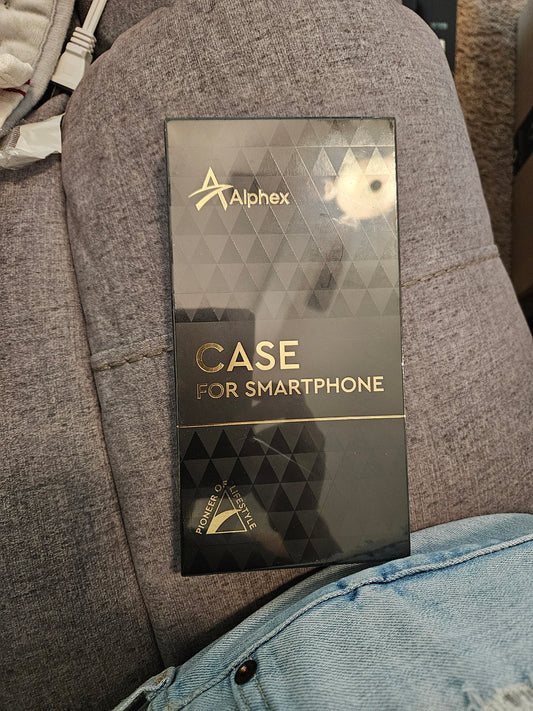 Alphex
CASE
FOR SMARTPHONE
PIONEER OF LIFESTYLE